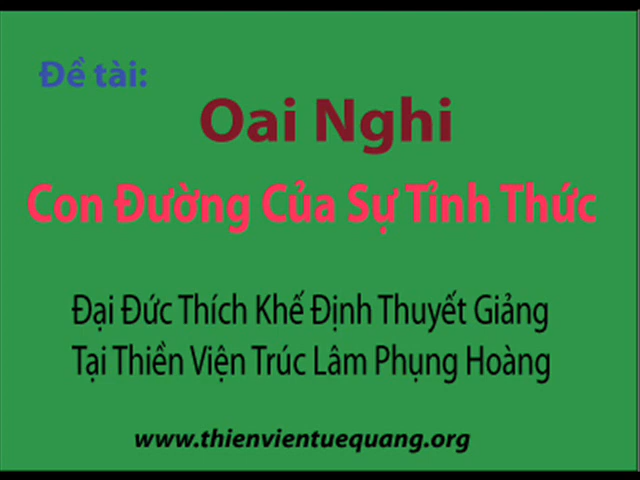 Đề tài:
Oai Nghi
Con Đường Của Sự Tỉnh Thức
Đại Đức Thích Khế Định Thuyết Giảng
Tại Thiền Viện Trúc Lâm Phụng Hoàng
www.thienvientuequang.org